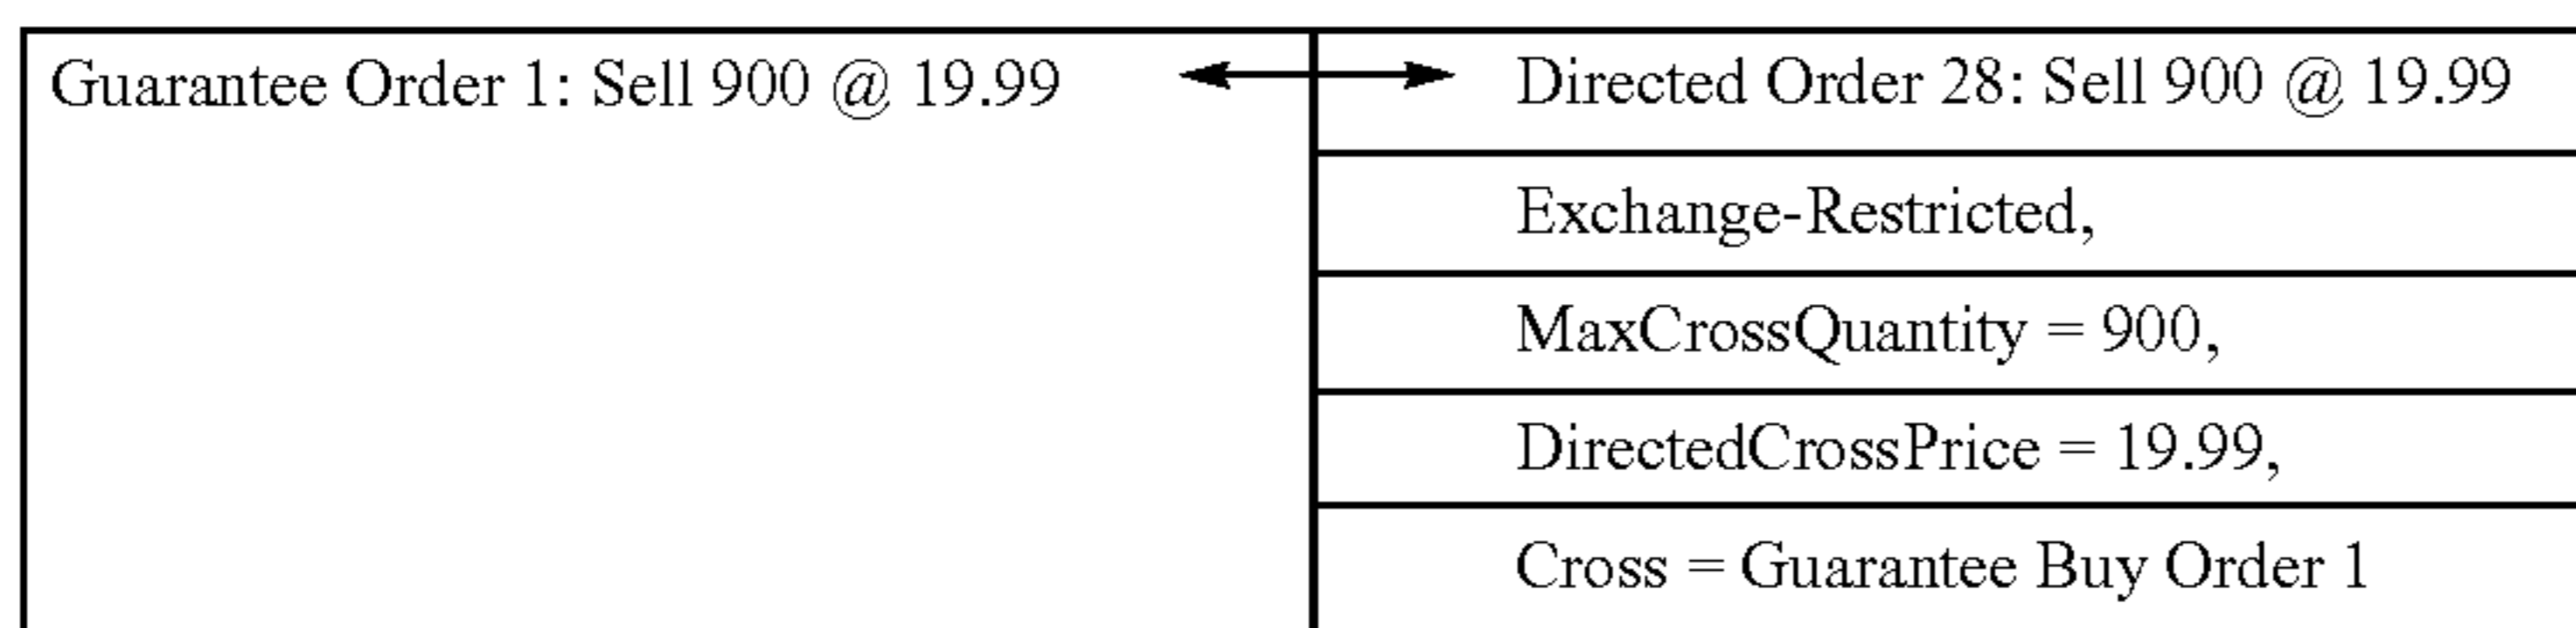 Guarantee Order 1: Sell 900 @ 19.99
Directed Order 28: Sell 900 @ 19.99
Exchange-Restricted,
MaxCrossQuantity = 900,
DirectedCrossPrice = 19.99,
Cross = Guarantee Buy Order 1